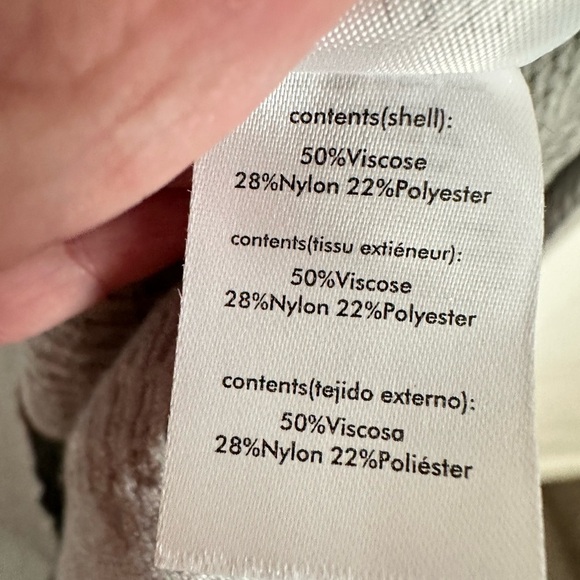 contents(shell):
50%Viscose
28%Nylon 22%Polyester
contents(tissu extiéneur):
50%Viscose
28%Nylon 22%Polyester
contents(tejido externo):
50%Viscosa
28%Nylon 22%Poliéster